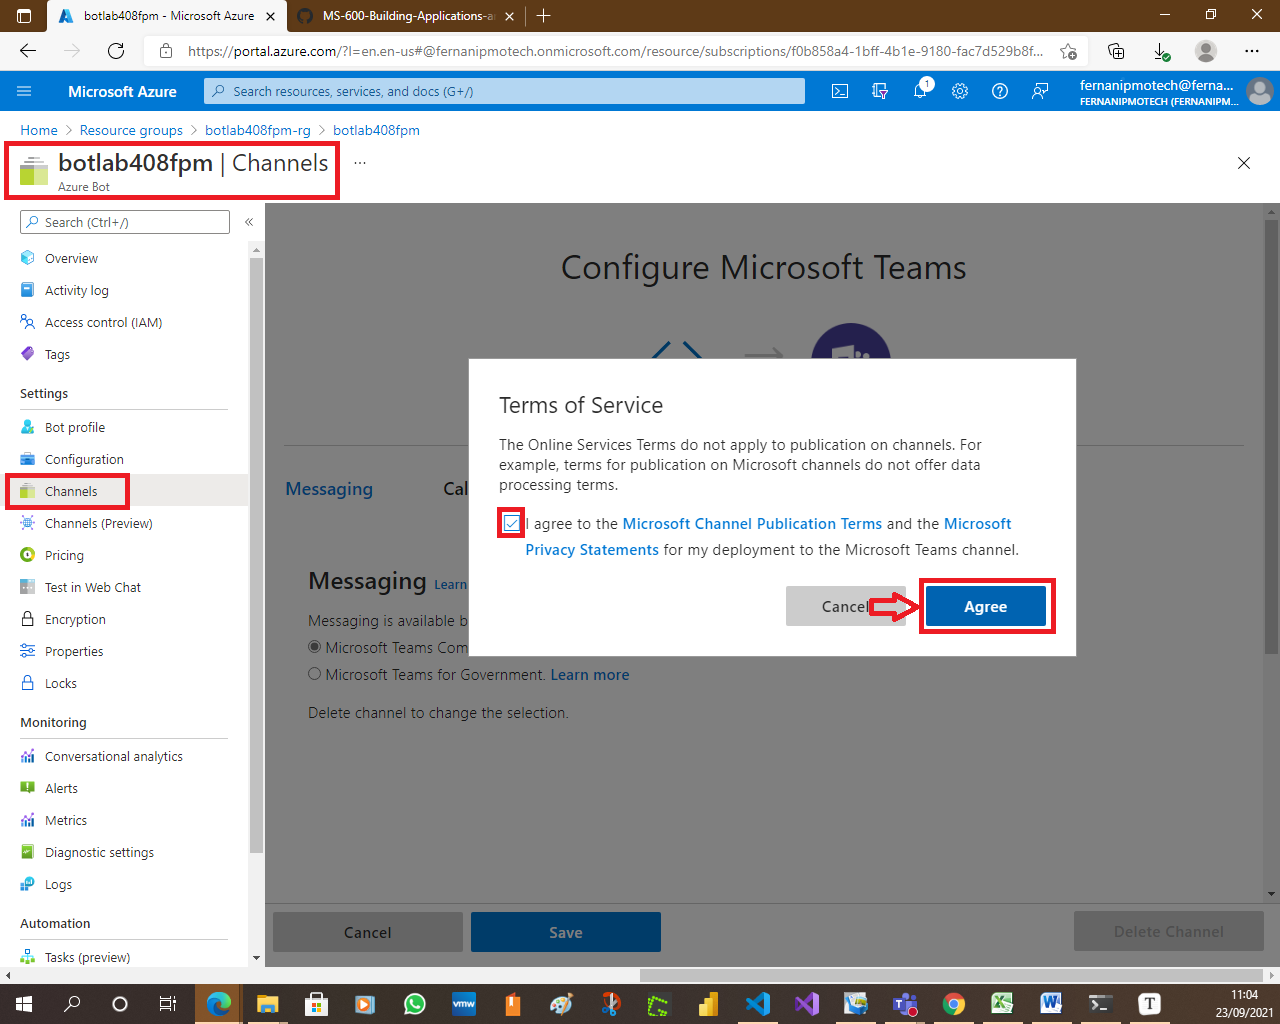 botlab408fpm - Microsoft Azure
MS-600-Building-Applications-a
https://portal.azure.com/?l=en.en-us#@fernanipmotech.onmicrosoft.com/resource/subscriptions/f0b858a4-1bff-4b1e-9180-fac7d529b8f...
Microsoft Azure
Search resources, services, and docs (G+/)
1
fernanipmotech@ferna...
FERNANIPMOTECH (FERNANIPM...
Home > Resource groups > botlab408fpm-rg > botlab408fpm
botlab408fpm | Channels
...
Azure Bot
Search (Ctrl+/)
«
Overview
Activity log
Access control (IAM)
Tags
Settings
Bot profile
Configuration
Channels
Channels (Preview)
Pricing
Test in Web Chat
Encryption
Properties
Locks
Monitoring
Conversational analytics
Alerts
Metrics
Diagnostic settings
Logs
Automation
Tasks (preview)
Configure Microsoft Teams
Messaging
Cal
Messaging Learn
Messaging is available b
Microsoft Teams Com
Microsoft Teams for Government. Learn more
Delete channel to change the selection.
Terms of Service
The Online Services Terms do not apply to publication on channels. For
example, terms for publication on Microsoft channels do not offer data
processing terms.
I agree to the Microsoft Channel Publication Terms and the Microsoft
Privacy Statements for my deployment to the Microsoft Teams channel.
Cancel
Agree
Cancel
Save
Delete Channel
vmw
T
11:04
23/09/2021